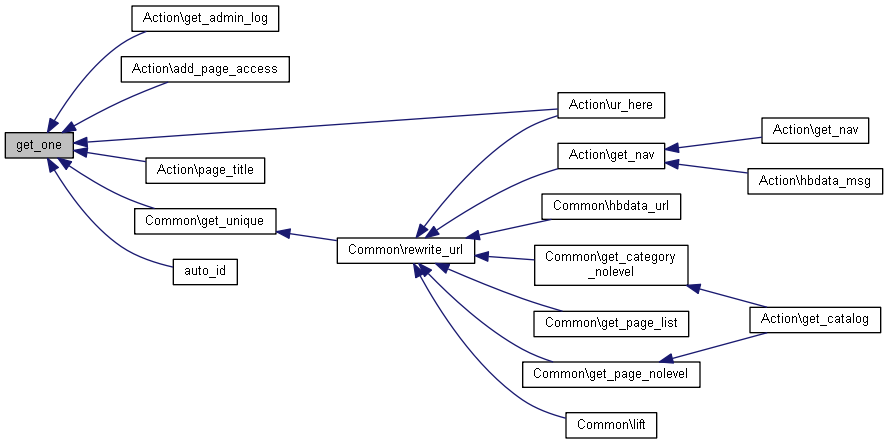 Action\get_admin_log
Action\add_page_access
Action\ur_here
Action\get_nav
get_one
Action\get_nav
Action\page_title
Action\hbdata_msg
Common\hbdata_url
Common\get_unique
Common\rewrite_url
Common\get_category
_nolevel
auto_id
Common\get_page_list
Action\get_catalog
Common\get_page_nolevel
Common\lift